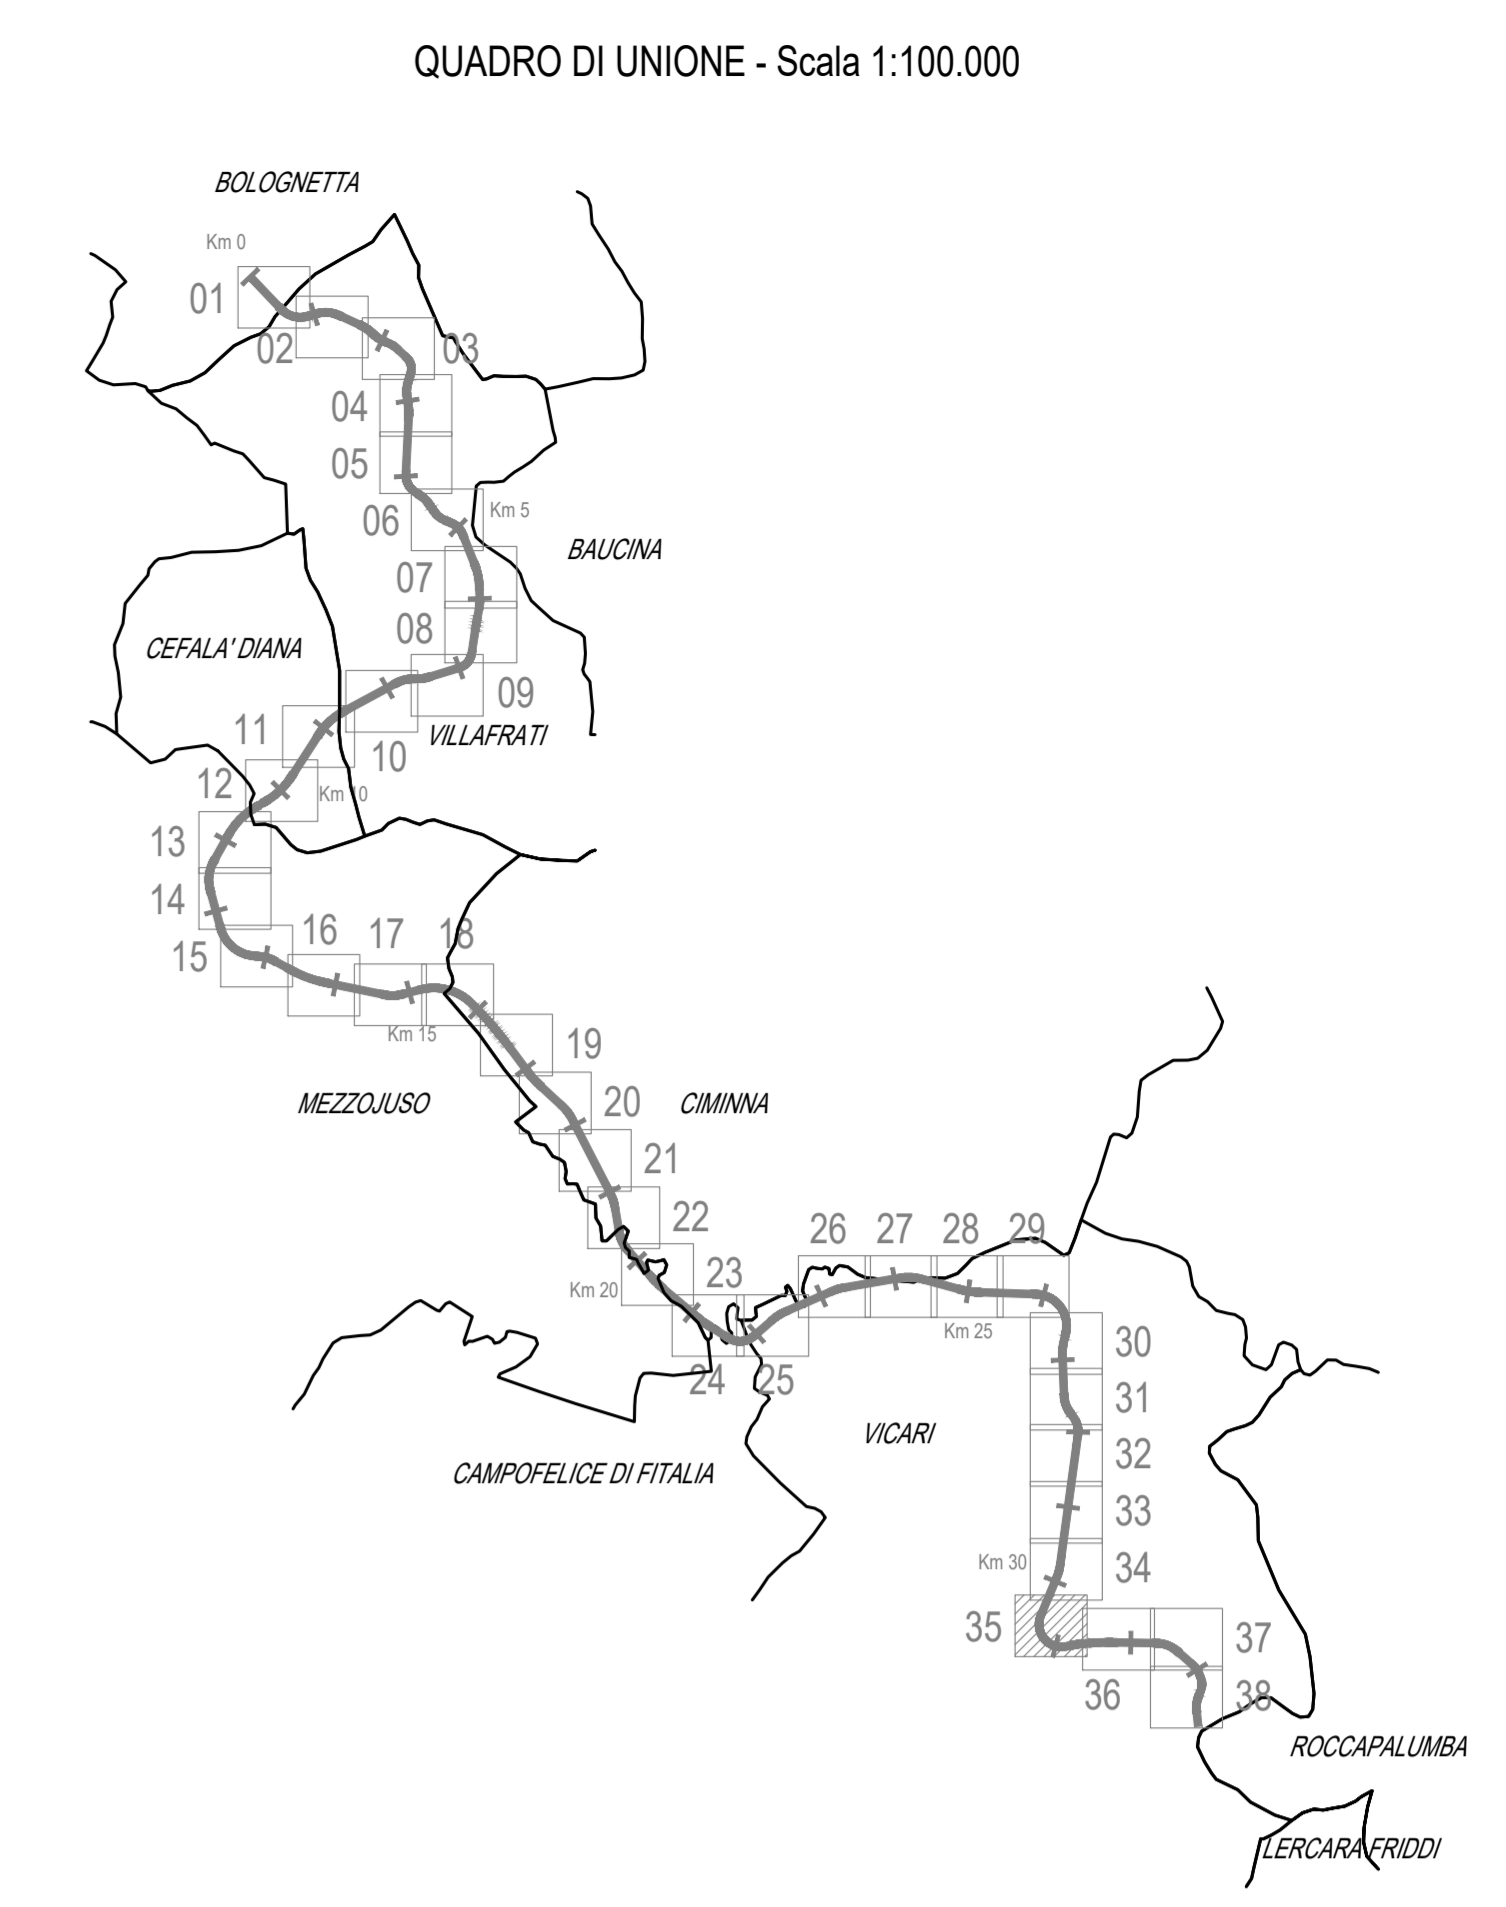 QUADRO DI UNIONE - Scala 1:100.000
BOLOGNETTA
Km 0
01
02
03
04
05
06
Km 5
BAUCINA
07
08
CEFALA' DIANA
09
VILLAFRATI
11
10
12
Km 10
13
14
15
16
17
18
Km 15
19
MEZZOJUSO
20
CIMINNA
21
22
Km 20
23
24
25
26
27
28
29
Km 25
30
31
VICARI
32
CAMPOFELICE DI FITALIA
33
Km 30
34
35
37
36
38
ROCCAPALUMBA
LERCARA FRIDDI